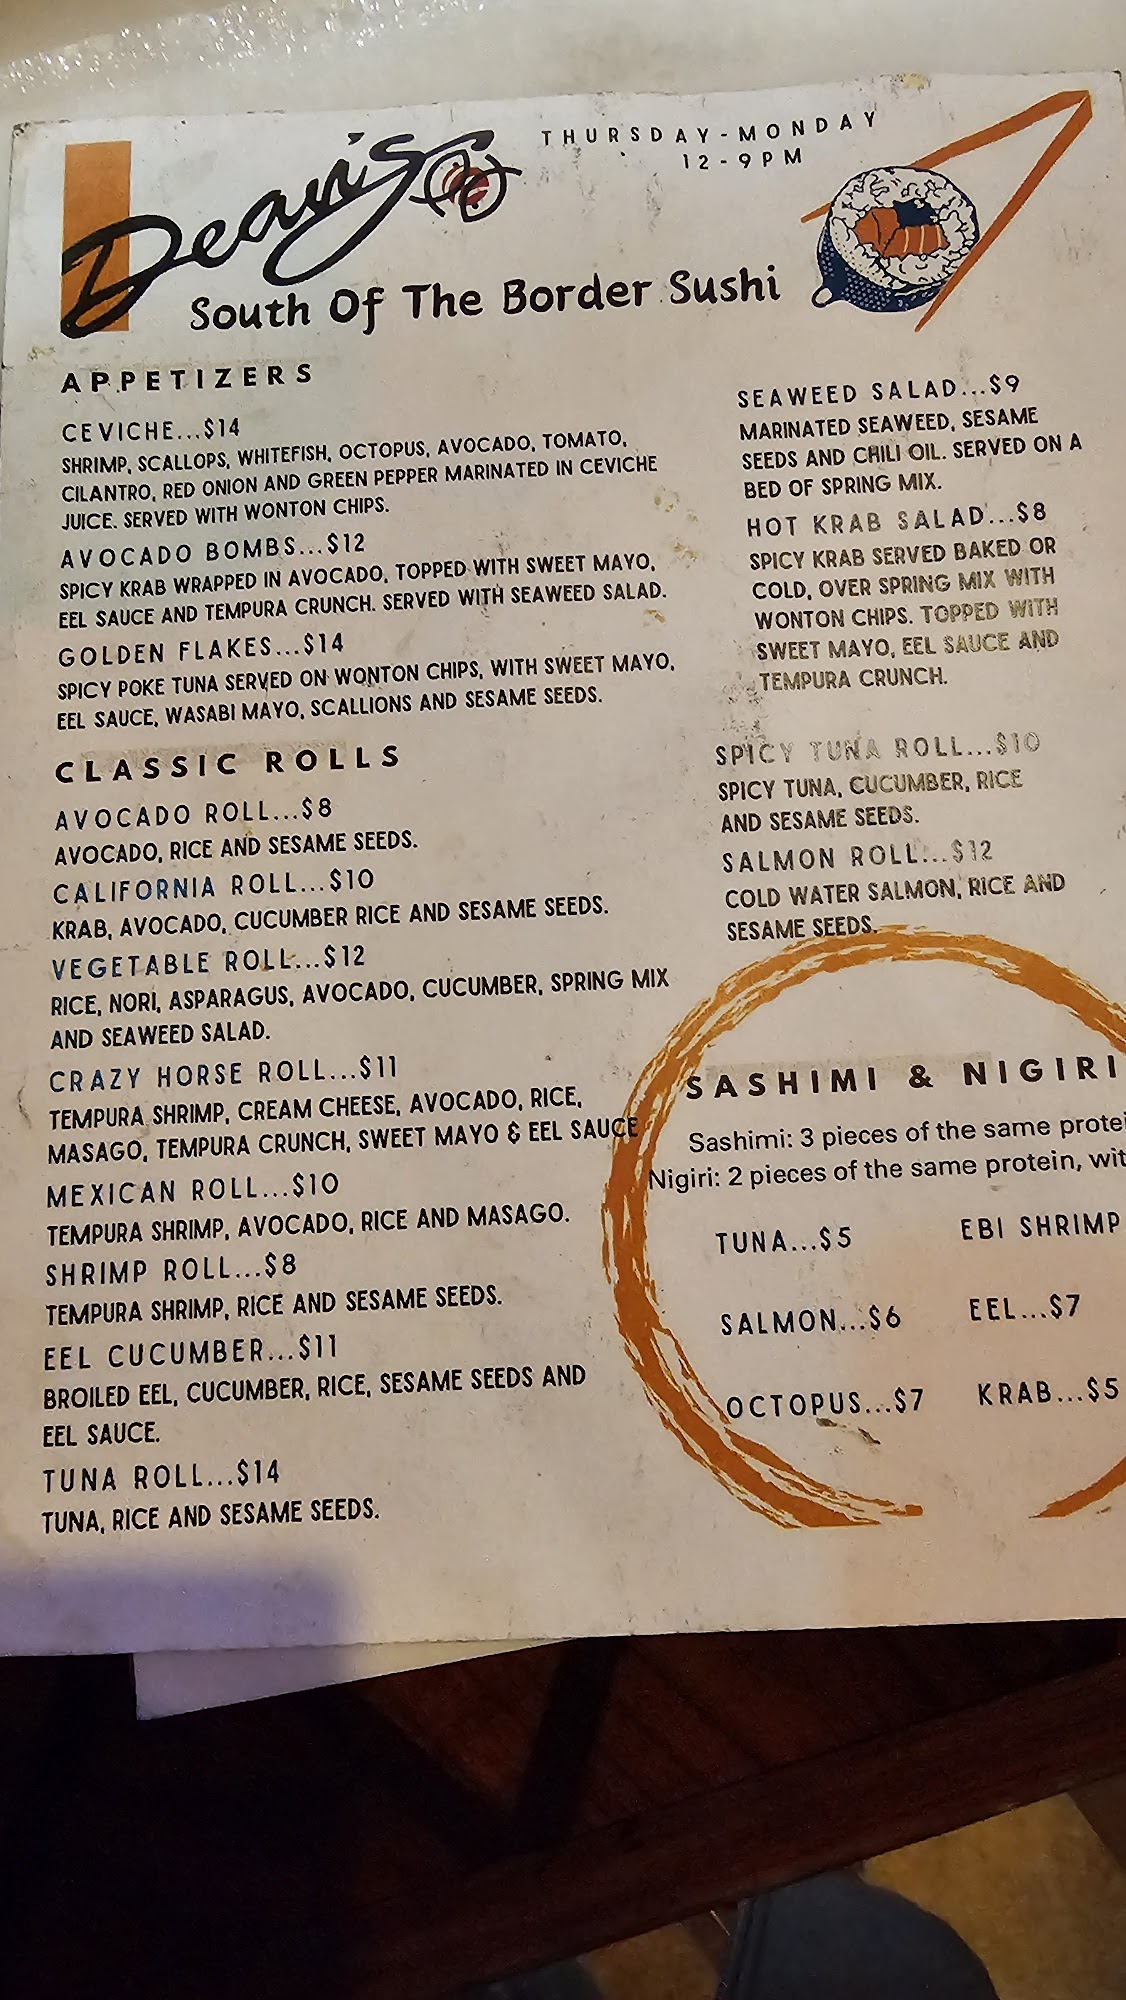 Dean's
THURSDAY-MONDAY
12-9PM
South Of The Border Sushi
APPETIZERS
CEVICHE...$14
SHRIMP, SCALLOPS, WHITEFISH, OCTOPUS, AVOCADO, TOMATO,
CILANTRO, RED ONION AND GREEN PEPPER MARINATED IN CEVICHE
JUICE. SERVED WITH WONTON CHIPS.
AVOCADO BOMBS...$12
SPICY KRAB WRAPPED IN AVOCADO, TOPPED WITH SWEET MAYO,
EEL SAUCE AND TEMPURA CRUNCH. SERVED WITH SEAWEED SALAD.
GOLDEN FLAKES...$14
SPICY POKE TUNA SERVED ON WONTON CHIPS, WITH SWEET MAYO,
EEL SAUCE, WASABI MAYO, SCALLIONS AND SESAME SEEDS.
SEAWEED SALAD...$9
MARINATED SEAWEED, SESAME
SEEDS AND CHILI OIL. SERVED ON A
BED OF SPRING MIX.
HOT KRAB SALAD...$8
SPICY KRAB SERVED BAKED OR
COLD, OVER SPRING MIX WITH
WONTON CHIPS. TOPPED WITH
SWEET MAYO, EEL SAUCE AND
TEMPURA CRUNCH.
CLASSIC ROLLS
AVOCADO ROLL...$8
AVOCADO, RICE AND SESAME SEEDS.
CALIFORNIA ROLL...$10
KRAB, AVOCADO, CUCUMBER RICE AND SESAME SEEDS.
VEGETABLE ROLL...$12
RICE, NORI, ASPARAGUS, AVOCADO, CUCUMBER, SPRING MIX
AND SEAWEED SALAD.
CRAZY HORSE ROLL...$11
TEMPURA SHRIMP, CREAM CHEESE, AVOCADO, RICE,
MASAGO, TEMPURA CRUNCH, SWEET MAYO & EEL SAUCE
MEXICAN ROLL...$10
TEMPURA SHRIMP, AVOCADO, RICE AND MASAGO.
SHRIMP ROLL...$8
TEMPURA SHRIMP, RICE AND SESAME SEEDS.
EEL CUCUMBER...$11
BROILED EEL, CUCUMBER, RICE, SESAME SEEDS AND
EEL SAUCE.
TUNA ROLL...$14
TUNA, RICE AND SESAME SEEDS.
SPICY TUNA ROLL...$10
SPICY TUNA, CUCUMBER, RICE
AND SESAME SEEDS.
SALMON ROLL...$12
COLD WATER SALMON, RICE AND
SESAME SEEDS.
SASHIMI & NIGIRI
Sashimi: 3 pieces of the same
Nigiri: 2 pieces of the same protein,
TUNA...$5
EBI SHRIMP
SALMON...$6
EEL...$7
OCTOPUS...$7
KRAB...$5